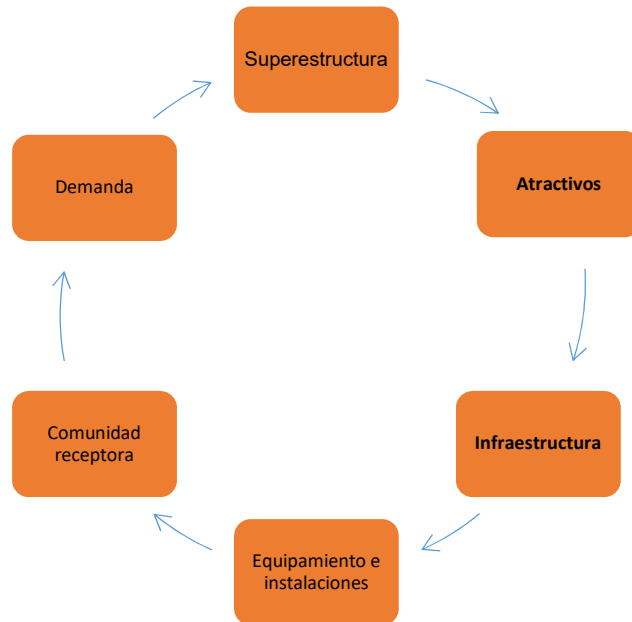 Superestructura
Atractivos
Infraestructura
Equipamiento e
instalaciones
Comunidad
receptora
Demanda